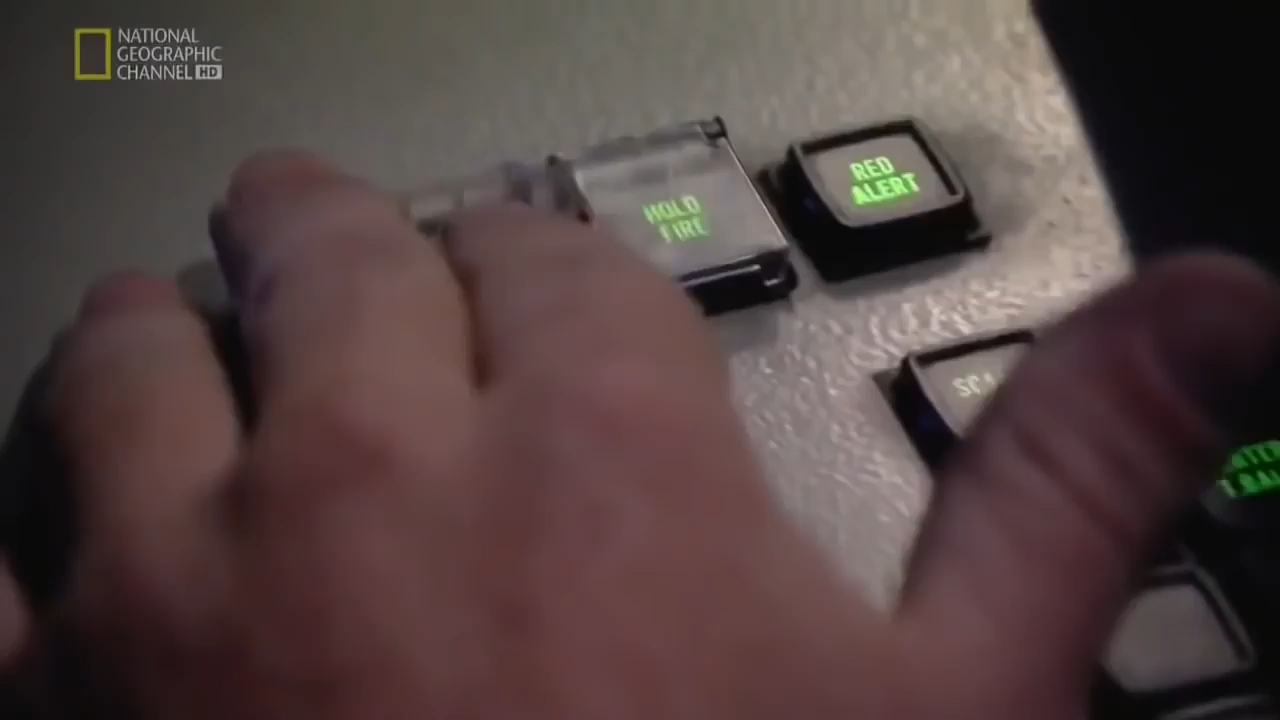 NATIONAL
GEOGRAPHIC
CHANNEL HD
HOLD
FIRE
RED
ALERT